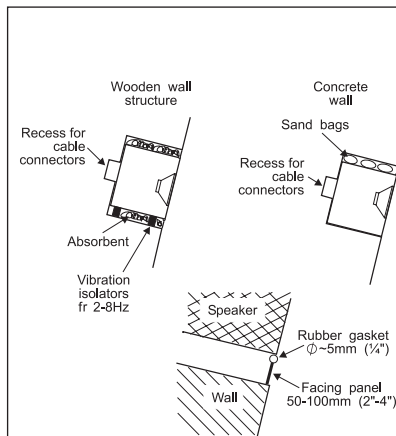 Wooden wall
structure
Concrete
wall
Sand bags
Recess for
cable
connectors
Recess for
cable
connectors
Absorbent
Vibration
isolators
fr 2-8Hz
Speaker
Rubber gasket
∅~5mm (¼")
Facing panel
50-100mm (2"-4")
Wall